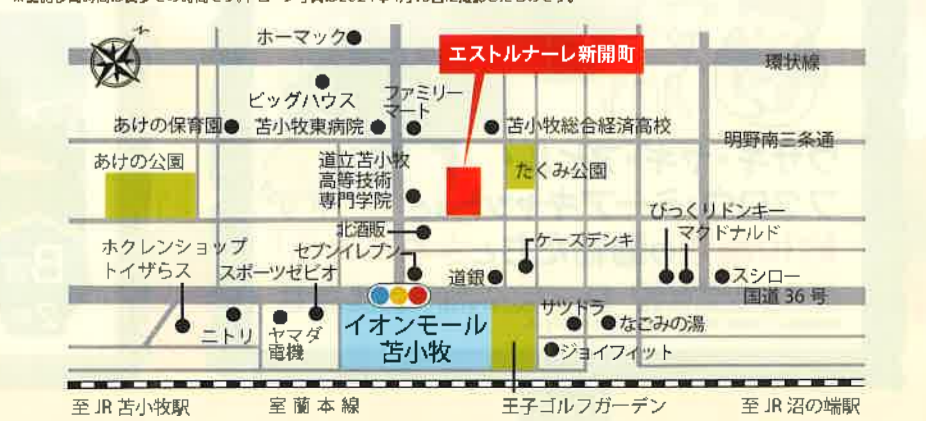 ホーマック
エストルナーレ新開町
環状線
ビッグハウス
ファミリー
マート
あけの保育園
苫小牧東病院
苫小牧総合経済高校
明野南三条通
あけの公園
道立苫小牧
高等技術
専門学院
たくみ公園
北酒販
セブンイレブン
ケーズデンキ
びっくりドンキー
マクドナルド
ホクレンショップ
トイザらス
スポーツゼビオ
道銀
スシロー
国道36号
ニトリ
ヤマダ
電機
イオンモール
苫小牧
サツドラ
なごみの湯
ジョイフィット
至JR苫小牧駅
室蘭本線
王子ゴルフガーデン
至JR沼の端駅